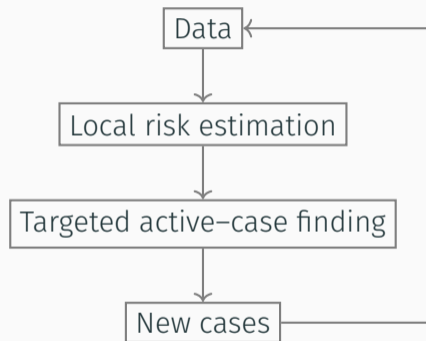 Data
Local risk estimation
Targeted active–case finding
New cases